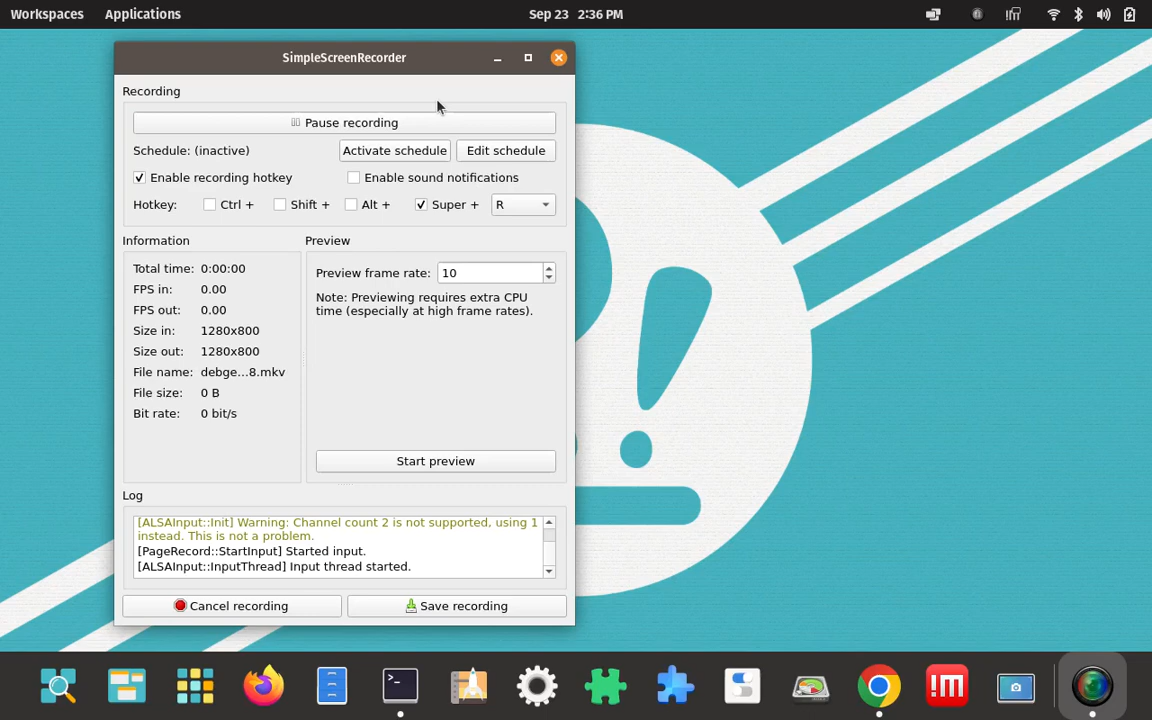 Workspaces Applications Sep 23 2:36 PM
SimpleScreenRecorder
Recording
Pause recording
Schedule: (inactive) Activate schedule Edit schedule
Enable recording hotkey Enable sound notifications
Hotkey: Ctrl + Shift + Alt + Super + R
Information
Total time: 0:00:00
FPS in: 0.00
FPS out: 0.00
Size in: 1280x800
Size out: 1280x800
File name: debge...8.mkv
File size: 0 B
Bit rate: 0 bit/s
Preview
Preview frame rate: 10
Note: Previewing requires extra CPU
time (especially at high frame rates).
Start preview
Log
[ALSAInput::Init] Warning: Channel count 2 is not supported, using 1
instead. This is not a problem.
[PageRecord::StartInput] Started input.
[ALSAInput::InputThread] Input thread started.
Cancel recording Save recording
!M